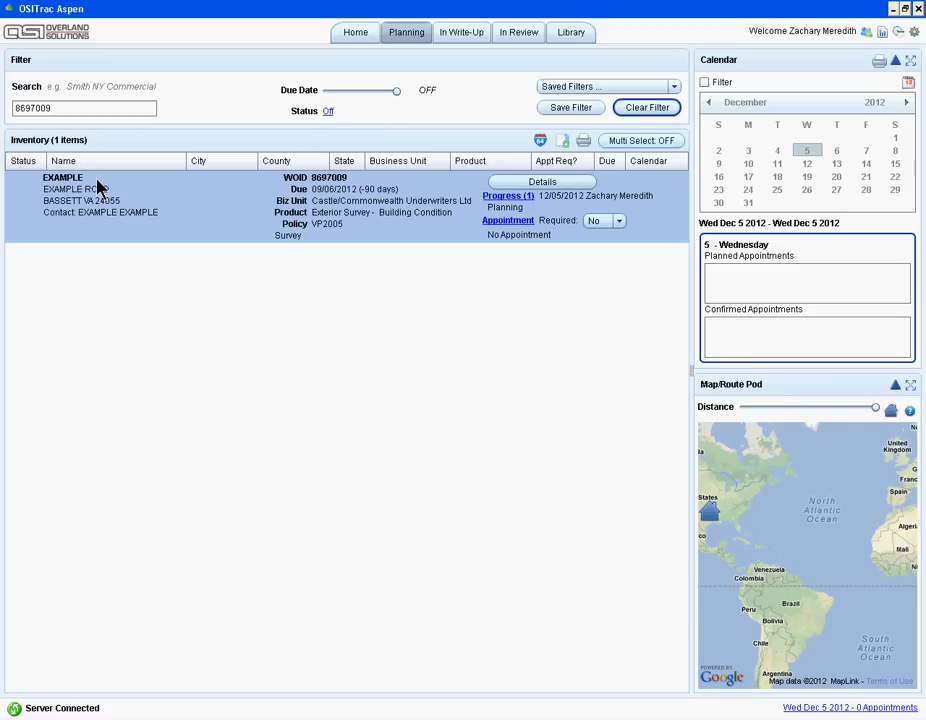 OSITrac Aspen
OSI OVERLAND SOLUTIONS
Home Planning In Write-Up In Review Library
Welcome Zachary Meredith
Filter
Search e.g. Smith NY Commercial
8697009
Due Date OFF
Status Off
Saved Filters ...
Save Filter Clear Filter
Inventory (1 items)
Multi Select: OFF
Status Name City County State Business Unit Product Appt Req? Due Calendar
EXAMPLE
BASSETT VA 24055
Contact: EXAMPLE EXAMPLE
WOID 8697009
Due 09/06/2012 (-90 days)
Biz Unit Castle/Commonwealth Underwriters Ltd
Product Exterior Survey - Building Condition
Policy VP2005
Survey
Details
Progress (1) 12/05/2012 Zachary Meredith
Planning
Appointment Required: No
No Appointment
Calendar
Filter
December 2012
S M T W T F S
1
2 3 4 5 6 7 8
9 10 11 12 13 14 15
16 17 18 19 20 21 22
23 24 25 26 27 28 29
30 31
Wed Dec 5 2012 - Wed Dec 5 2012
5 - Wednesday
Planned Appointments
Confirmed Appointments
Map/Route Pod
Distance
United Kingdom
Spain
States
North Atlantic Ocean
Algeri
Mali
Venezuela
Colombia
Peru
Brazil
Bolivia
Chile
Argentina
South Atlantic Ocean
POWERED BY
Google
Map data ©2012 MapLink - Terms of Use
Server Connected
Wed Dec 5 2012 - 0 Appointments